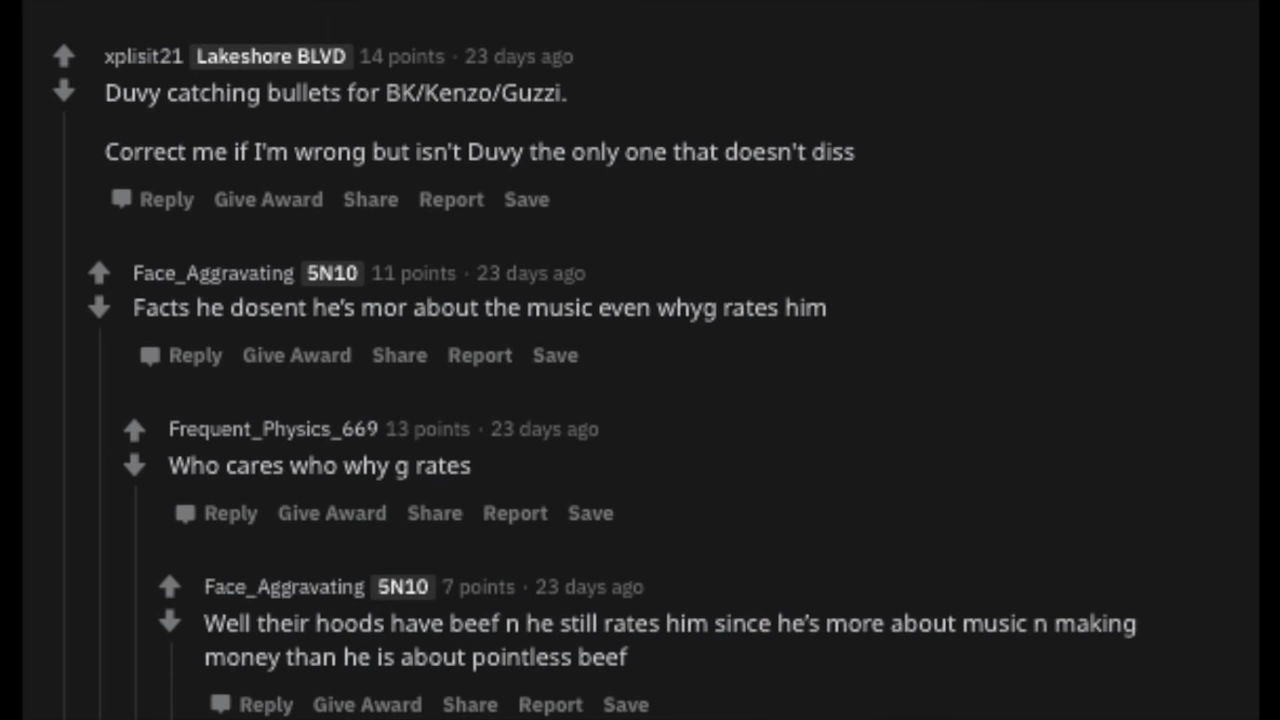 xplisit21 Lakeshore BLVD 14 points · 23 days ago
Duvy catching bullets for BK/Kenzo/Guzzi.
Correct me if I'm wrong but isn't Duvy the only one that doesn't diss
Reply Give Award Share Report Save
Face_Aggravating 5N10 11 points · 23 days ago
Facts he dosent he's mor about the music even whyg rates him
Reply Give Award Share Report Save
Frequent_Physics_669 13 points · 23 days ago
Who cares who why g rates
Reply Give Award Share Report Save
Face_Aggravating 5N10 7 points · 23 days ago
Well their hoods have beef n he still rates him since he's more about music n making
money than he is about pointless beef
Reply Give Award Share Report Save